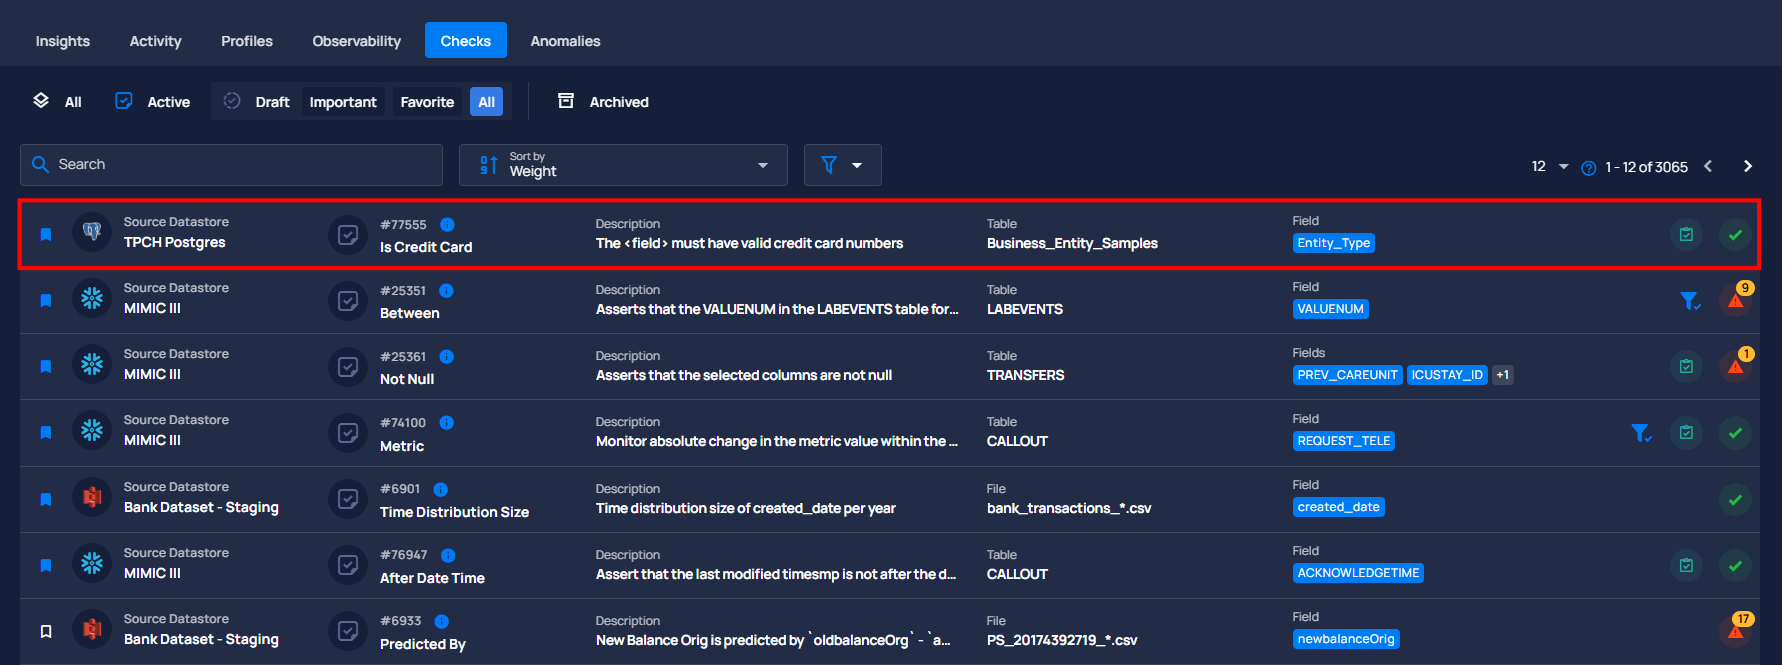 Insights Activity Profiles Observability Checks Anomalies
All Active Draft Important Favorite All Archived
Search Sort by Weight 12 1 - 12 of 3065
Source Datastore #77555 Description Table Field
TPCH Postgres Is Credit Card The <field> must have valid credit card numbers Business_Entity_Samples Entity_Type
Source Datastore #25351 Description Table Field 9
MIMIC III Between Asserts that the VALUENUM in the LABEVENTS table for... LABEVENTS VALUENUM
Source Datastore #25361 Description Table Fields 1
MIMIC III Not Null Asserts that the selected columns are not null TRANSFERS PREV_CAREUNIT ICUSTAY_ID +1
Source Datastore #74100 Description Table Field
MIMIC III Metric Monitor absolute change in the metric value within the ... CALLOUT REQUEST_TELE
Source Datastore #6901 Description File Field
Bank Dataset - Staging Time Distribution Size Time distribution size of created_date per year bank_transactions_*.csv created_date
Source Datastore #76947 Description Table Field
MIMIC III After Date Time Assert that the last modified timesmp is not after the d... CALLOUT ACKNOWLEDGETIME
Source Datastore #6933 Description File Field 17
Bank Dataset - Staging Predicted By New Balance Orig is predicted by `oldbalanceOrg` - `a... PS_20174392719_*.csv newbalanceOrig